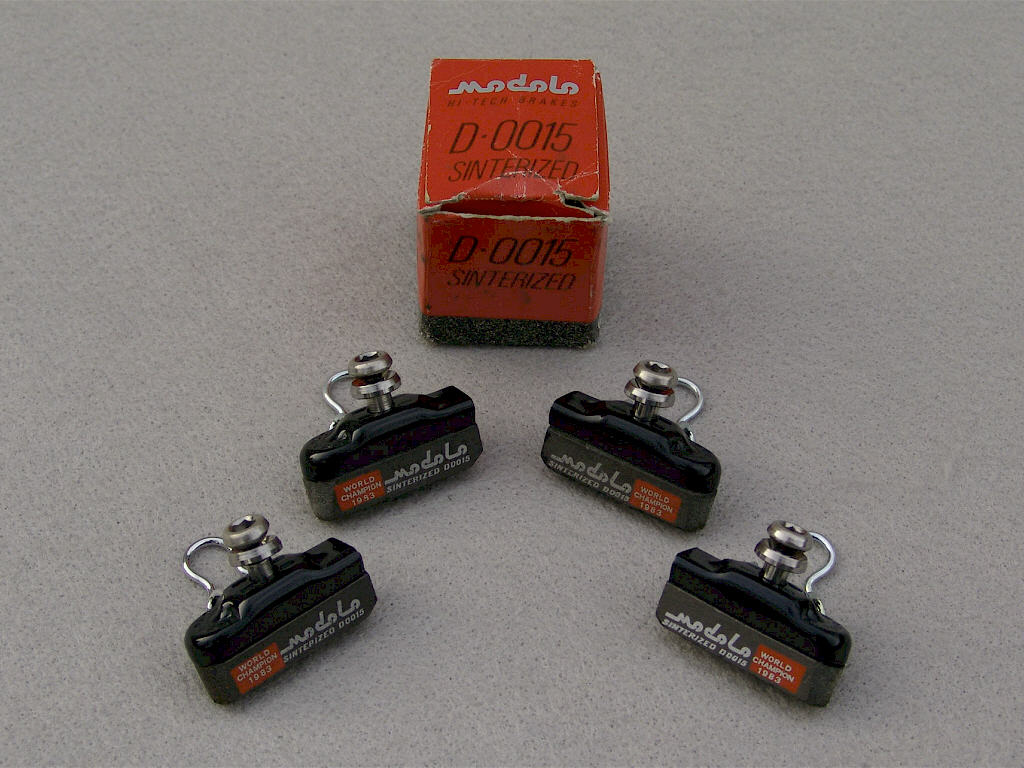 modolo
HI-TECH BRAKES
D-0015
SINTERIZED
D-0015
SINTERIZED
WORLD
CHAMPION
1983
modolo
SINTERIZED D0015
modolo
SINTERIZED D0015
WORLD
CHAMPION
1983
WORLD
CHAMPION
1983
modolo
SINTERIZED D0015
modolo
SINTERIZED D0015
WORLD
CHAMPION
1983